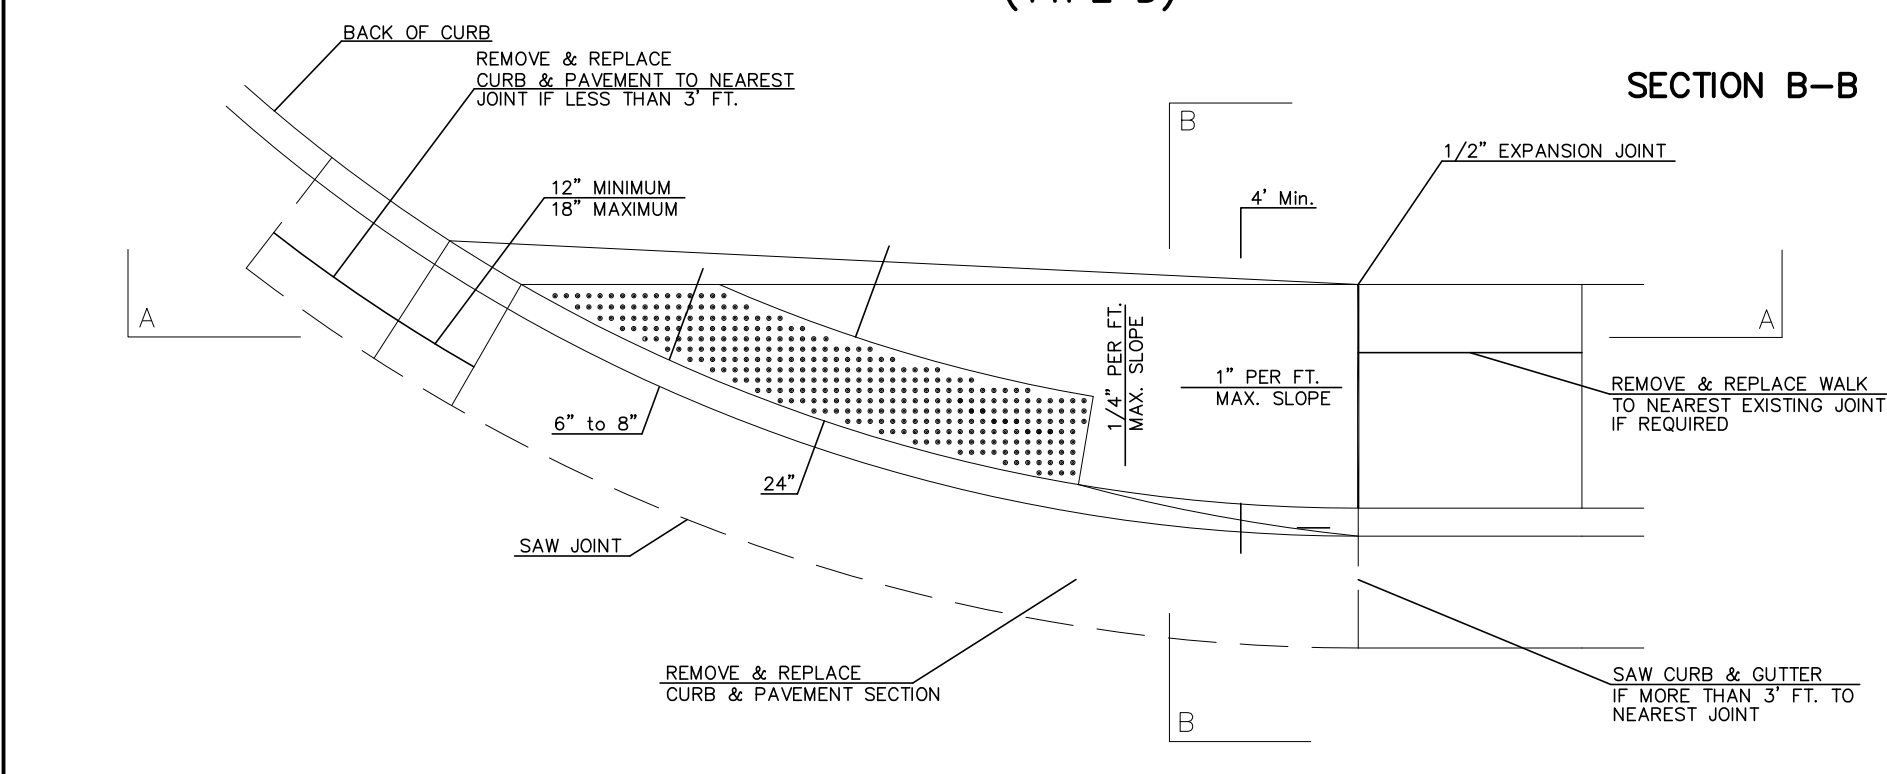 (TYPE B)
BACK OF CURB
REMOVE & REPLACE
CURB & PAVEMENT TO NEAREST
JOINT IF LESS THAN 3' FT.
SECTION B-B
B
1/2" EXPANSION JOINT
12" MINIMUM
18" MAXIMUM
4' Min.
A
A
1/4" PER FT.
MAX. SLOPE
1" PER FT.
MAX. SLOPE
REMOVE & REPLACE WALK
TO NEAREST EXISTING JOINT
IF REQUIRED
6" to 8"
24"
SAW JOINT
REMOVE & REPLACE
CURB & PAVEMENT SECTION
SAW CURB & GUTTER
IF MORE THAN 3' FT. TO
NEAREST JOINT
B